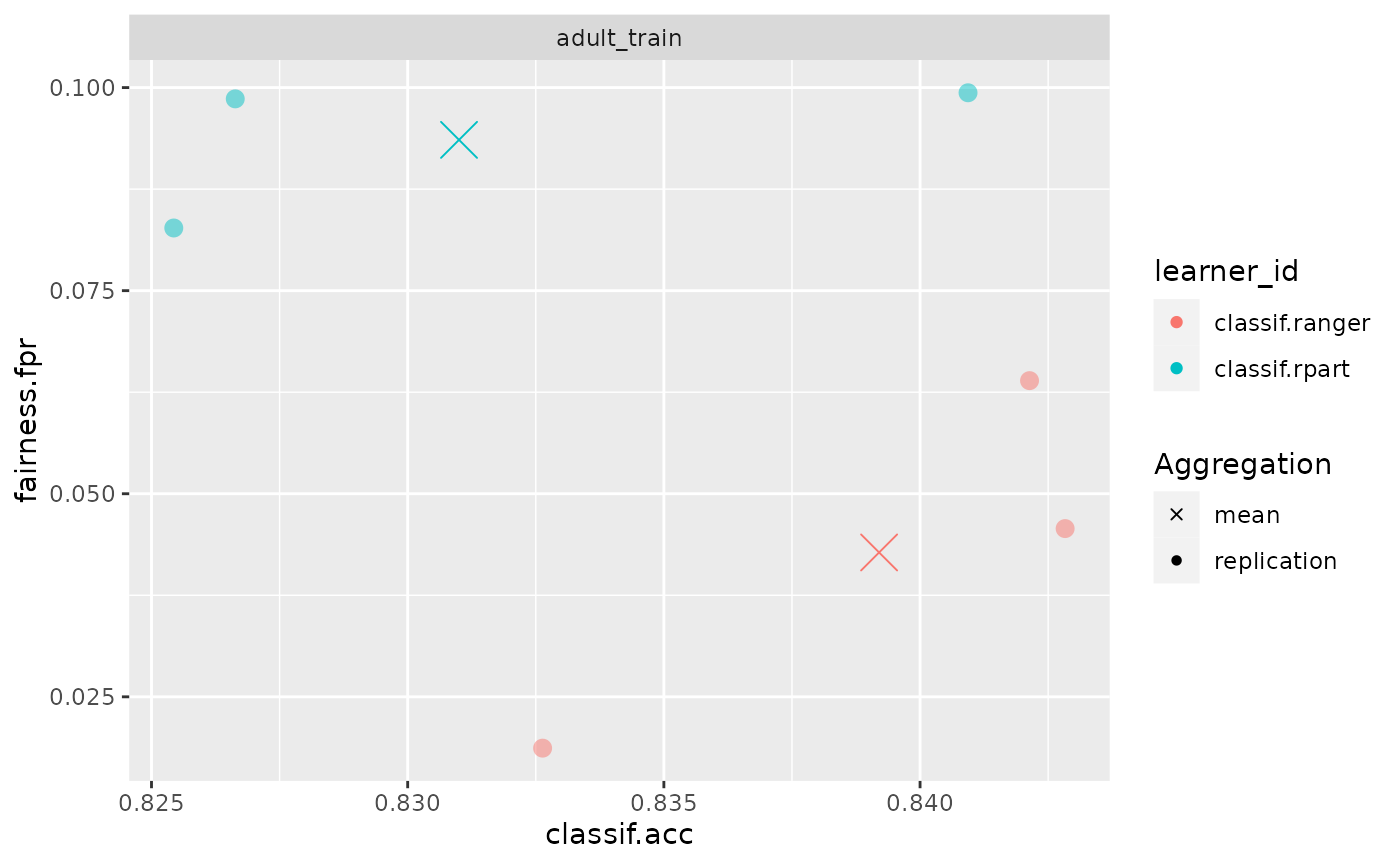 adult_train
0.100
0.075
0.050
0.025
fairness.fpr
0.825
0.830
0.835
0.840
classif.acc
learner_id
classif.ranger
classif.rpart
Aggregation
mean
replication